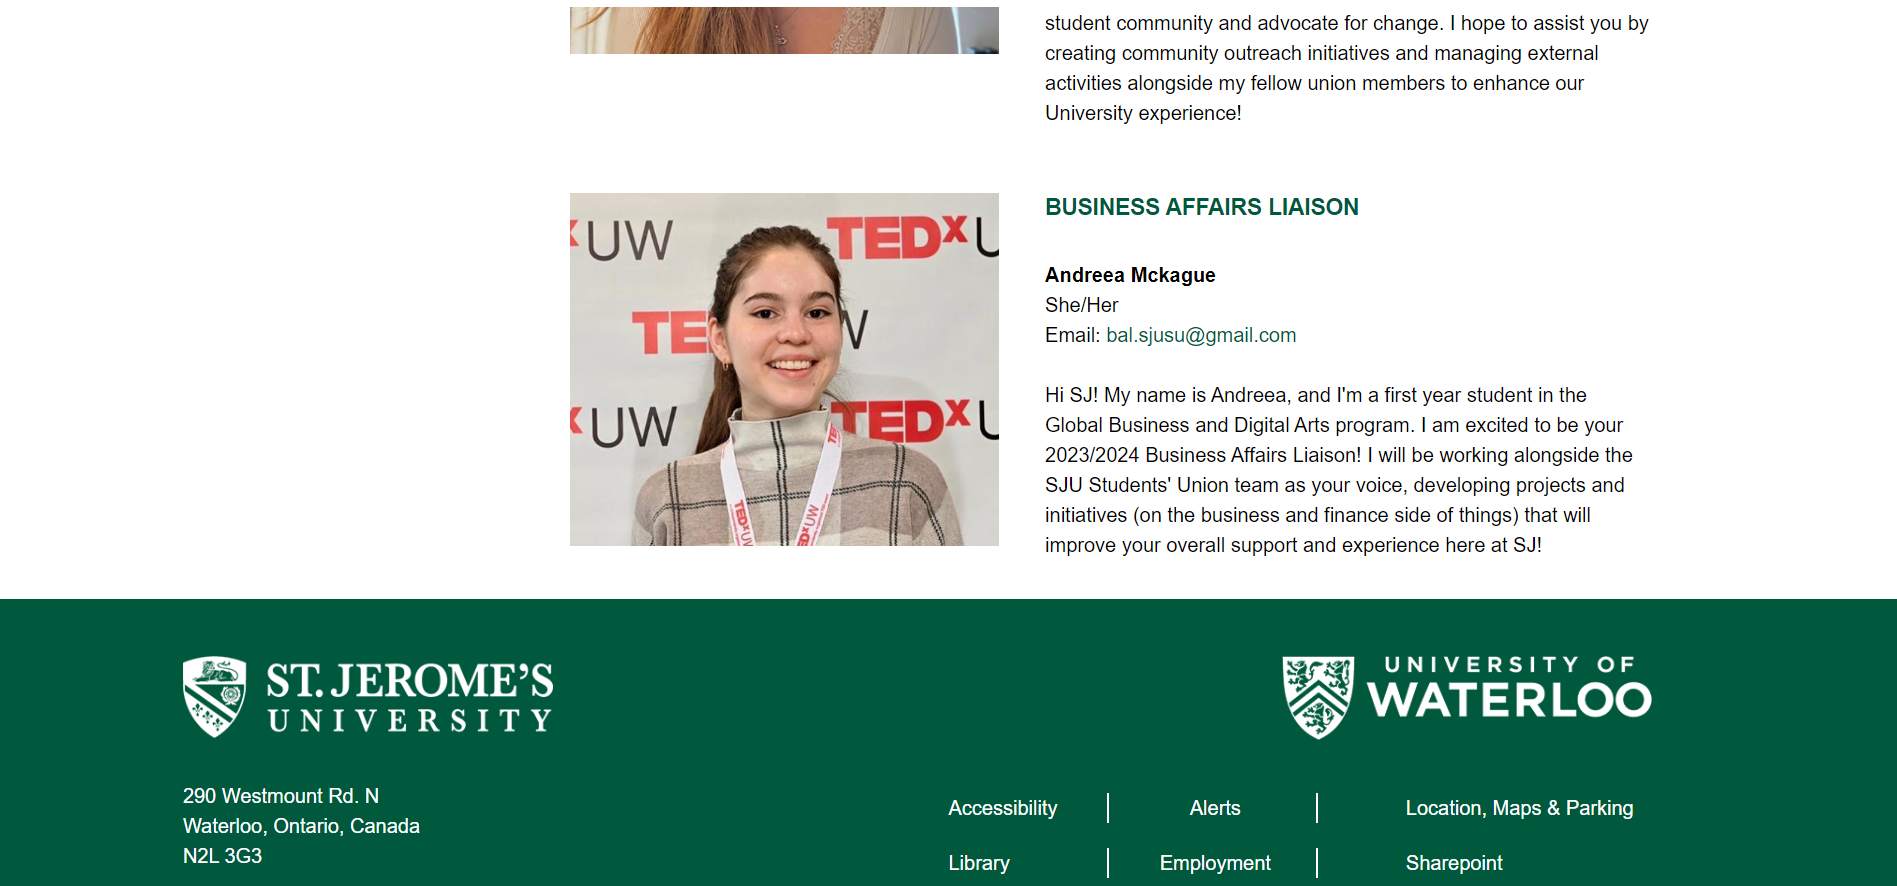 student community and advocate for change. I hope to assist you by
creating community outreach initiatives and managing external
activities alongside my fellow union members to enhance our
University experience!
BUSINESS AFFAIRS LIAISON
xUW TEDxU
TE W
xUW TEDxU
TEDxUW
TEDxUW
Andreea Mckague
She/Her
Email: bal.sjusu@gmail.com
Hi SJ! My name is Andreea, and I'm a first year student in the
Global Business and Digital Arts program. I am excited to be your
2023/2024 Business Affairs Liaison! I will be working alongside the
SJU Students' Union team as your voice, developing projects and
initiatives (on the business and finance side of things) that will
improve your overall support and experience here at SJ!
ST. JEROME'S
UNIVERSITY
UNIVERSITY OF
WATERLOO
290 Westmount Rd. N
Waterloo, Ontario, Canada
N2L 3G3
Accessibility Alerts Location, Maps & Parking
Library Employment Sharepoint